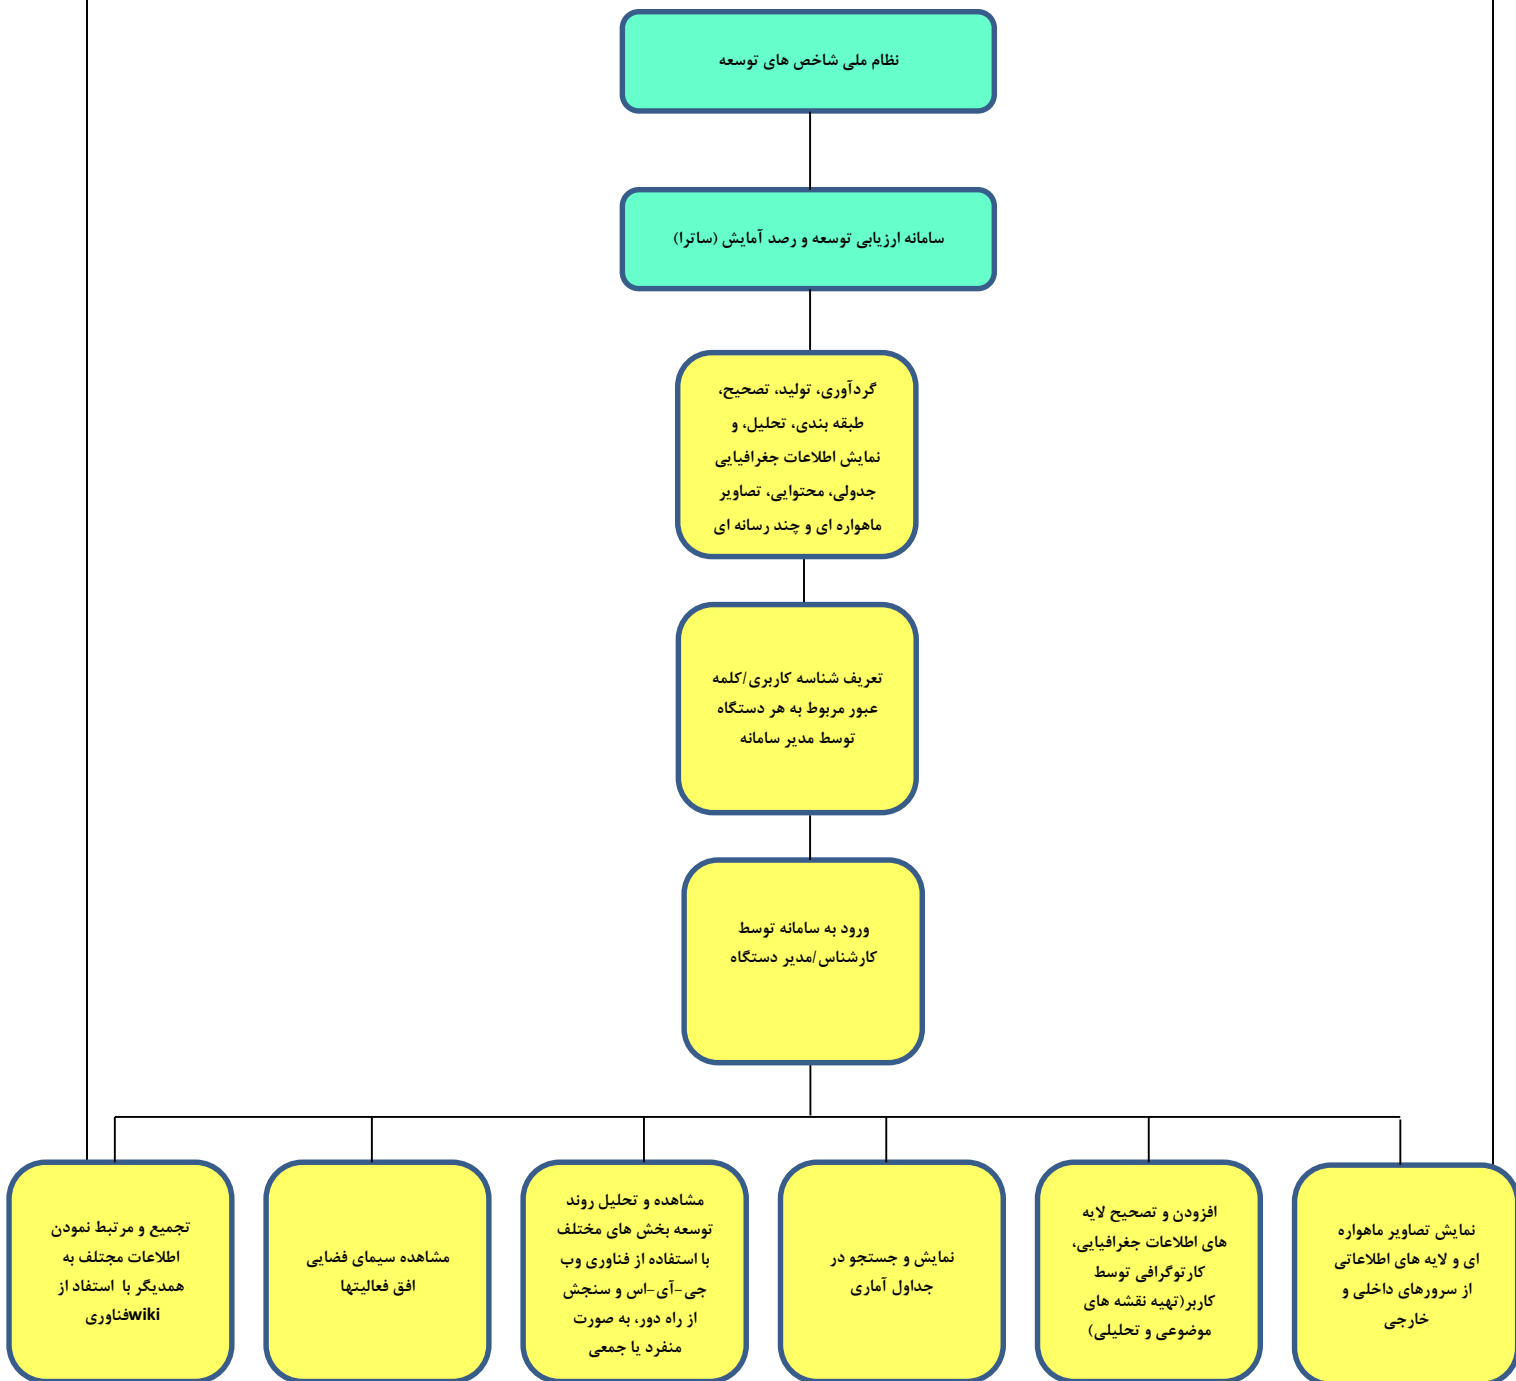 نظام ملی شاخص های توسعه
سامانه ارزیابی توسعه و رصد آمایش (ساترا)
گردآوری، تولید، تصحیح،
طبقه بندی، تحلیل، و
نمایش اطلاعات جغرافیایی
جدولی، محتوایی، تصاویر
ماهواره ای و چند رسانه ای
تعریف شناسه کاربری/کلمه
عبور مربوط به هر دستگاه
توسط مدیر سامانه
ورود به سامانه توسط
کارشناس/مدیر دستگاه
نمایش تصاویر ماهواره
ای و لایه های اطلاعاتی
از سرورهای داخلی و
خارجی
افزودن و تصحیح لایه
های اطلاعات جغرافیایی،
کارتوگرافی توسط
کاربر(تهیه نقشه های
موضوعی و تحلیلی)
نمایش و جستجو در
جداول آماری
مشاهده و تحلیل روند
توسعه بخش های مختلف
با استفاده از فناوری وب
جی-آی-اس و سنجش
از راه دور، به صورت
منفرد یا جمعی
مشاهده سیمای فضایی
افق فعالیتها
تجمیع و مرتبط نمودن
اطلاعات مجتلف به
همدیگر با استفاد از
wikiفناوری